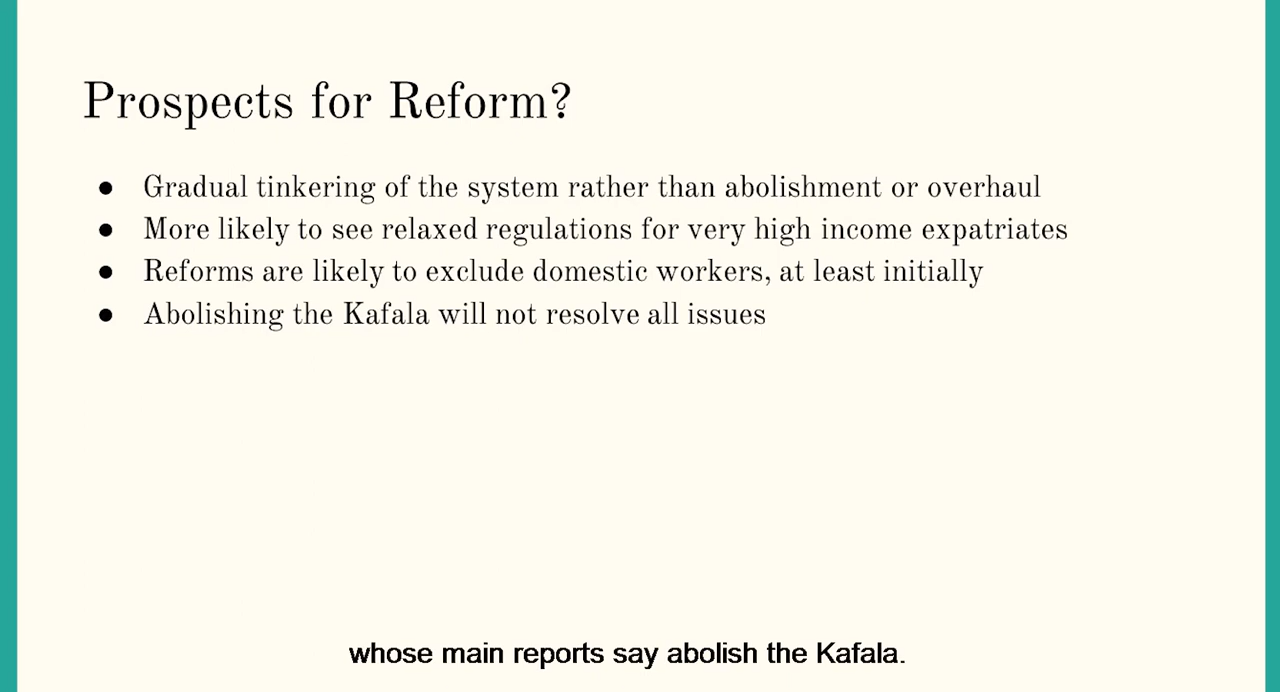 Prospects for Reform?
● Gradual tinkering of the system rather than abolishment or overhaul
● More likely to see relaxed regulations for very high income expatriates
● Reforms are likely to exclude domestic workers, at least initially
● Abolishing the Kafala will not resolve all issues
whose main reports say abolish the Kafala.